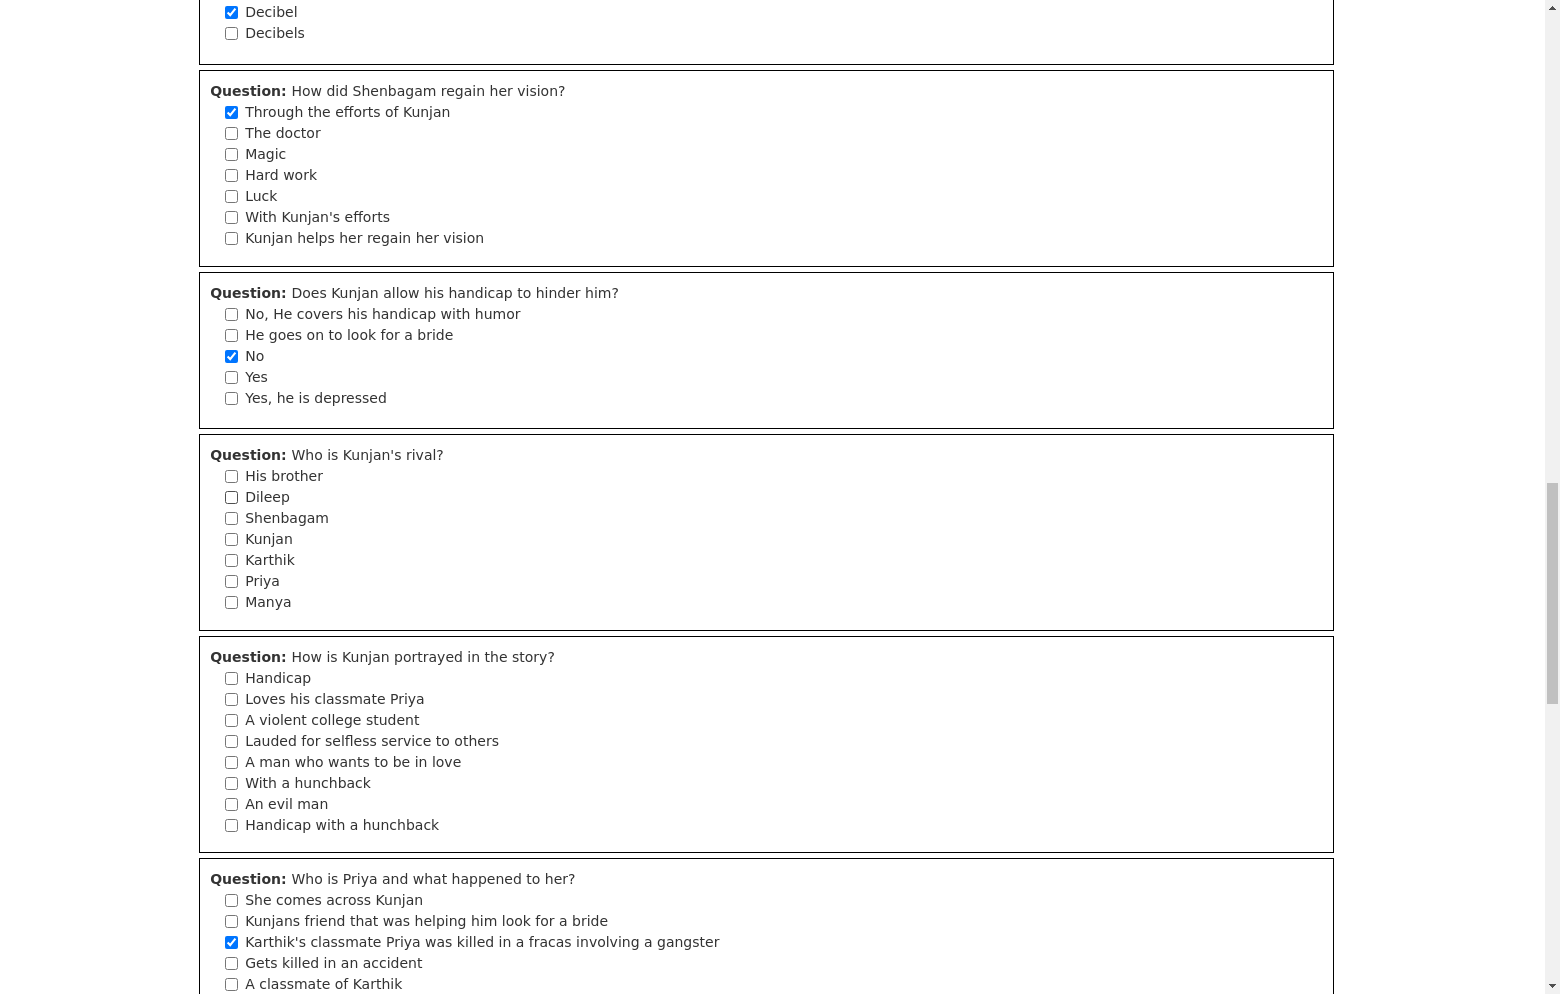 Decibel
Decibels
Question: How did Shenbagam regain her vision?
Through the efforts of Kunjan
The doctor
Magic
Hard work
Luck
With Kunjan's efforts
Kunjan helps her regain her vision
Question: Does Kunjan allow his handicap to hinder him?
No, He covers his handicap with humor
He goes on to look for a bride
No
Yes
Yes, he is depressed
Question: Who is Kunjan's rival?
His brother
Dileep
Shenbagam
Kunjan
Karthik
Priya
Manya
Question: How is Kunjan portrayed in the story?
Handicap
Loves his classmate Priya
A violent college student
Lauded for selfless service to others
A man who wants to be in love
With a hunchback
An evil man
Handicap with a hunchback
Question: Who is Priya and what happened to her?
She comes across Kunjan
Kunjans friend that was helping him look for a bride
Karthik's classmate Priya was killed in a fracas involving a gangster
Gets killed in an accident
A classmate of Karthik